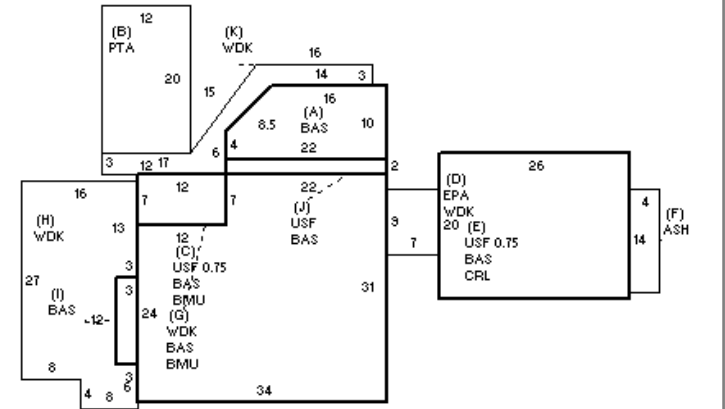 12
(B)
PTA
20
(K)
WDK
16
14
3
15
16
(A)
BAS
8.5
10
4
22
6
3
12
17
2
26
12
22
7
7
(J)
USF
BAS
9
7
(D)
EPA
WDK
20
(E)
USF 0.75
BAS
CRL
4
14
(F)
ASH
16
(H)
WDK
13
12
(C)
USF 0.75
BAS
BMU
3
3
27
(I)
BAS
12
24
(G)
WDK
BAS
BMU
31
8
3
6
4
8
34